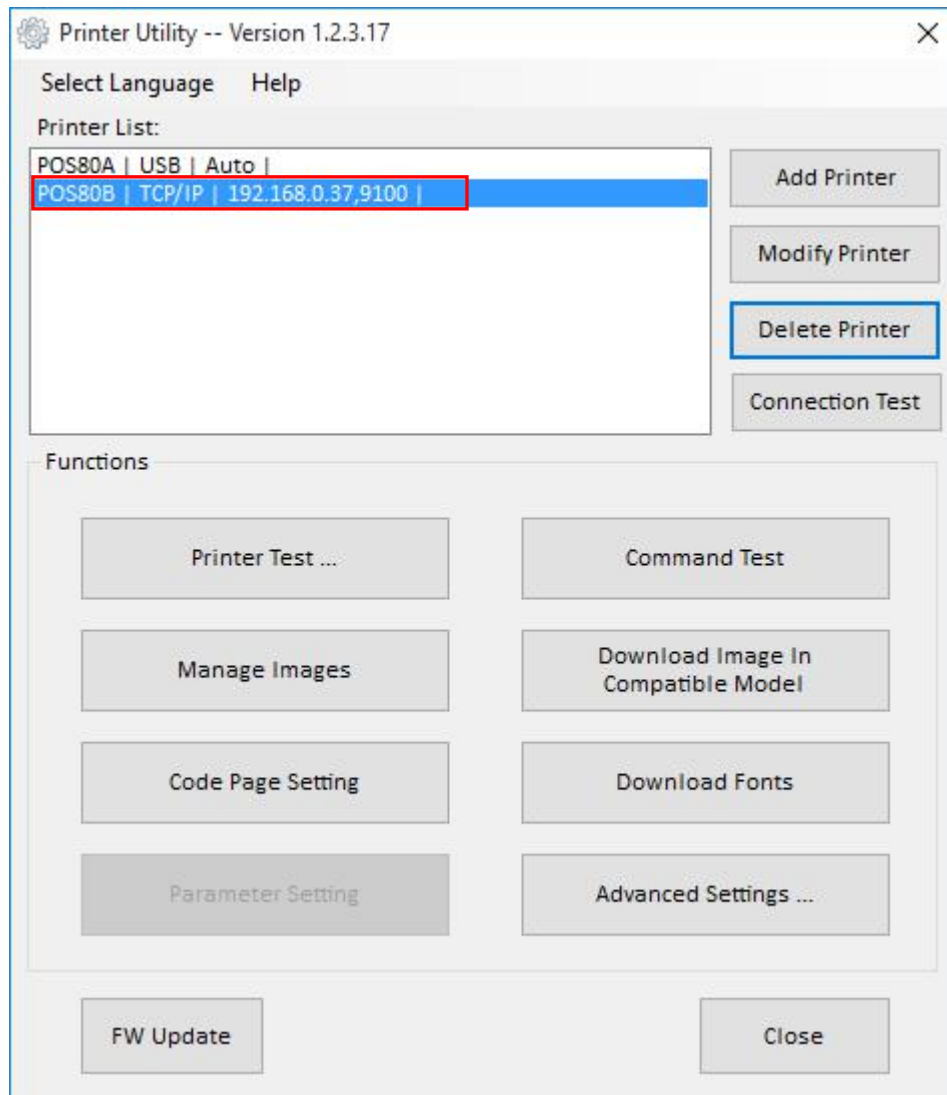 Printer Utility -- Version 1.2.3.17
Select Language Help
Printer List:
POS80A | USB | Auto |
POS80B | TCP/IP | 192.168.0.37,9100 |
Add Printer
Modify Printer
Delete Printer
Connection Test
Functions
Printer Test ...
Command Test
Manage Images
Download Image In
Compatible Model
Code Page Setting
Download Fonts
Parameter Setting
Advanced Settings ...
FW Update
Close